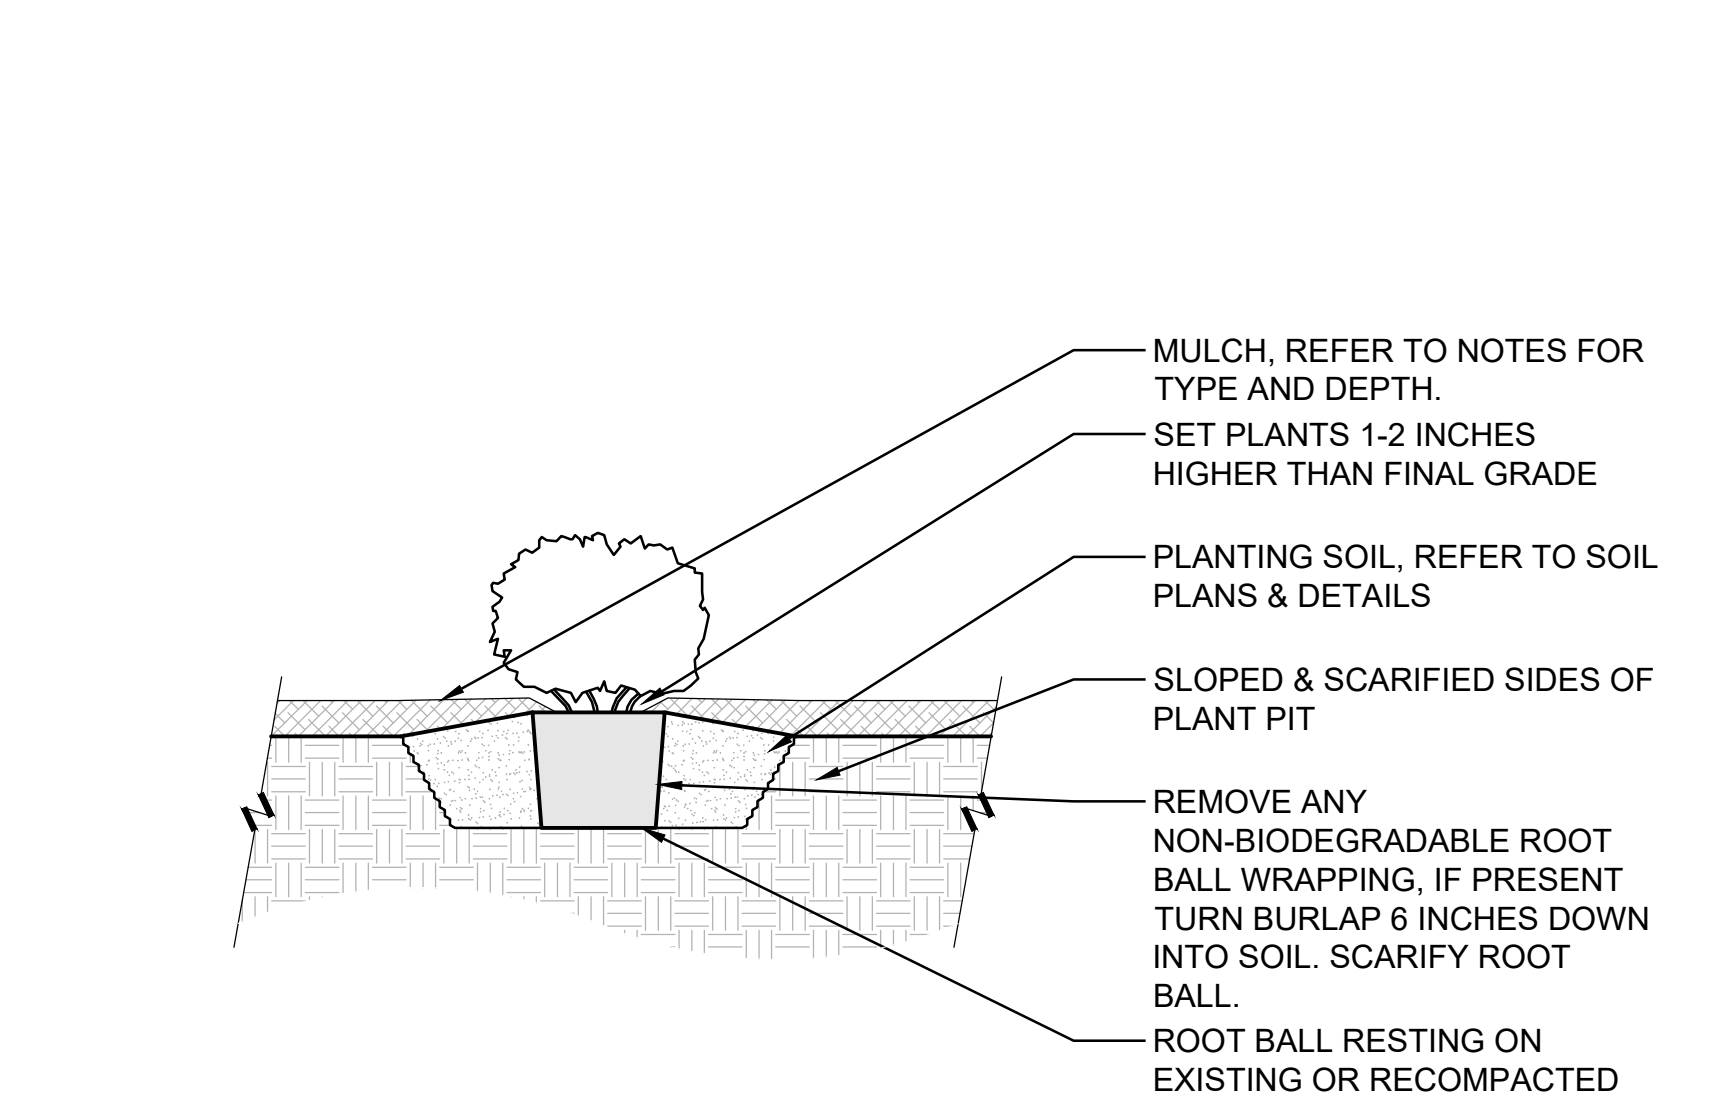 MULCH, REFER TO NOTES FOR
TYPE AND DEPTH.
SET PLANTS 1-2 INCHES
HIGHER THAN FINAL GRADE
PLANTING SOIL, REFER TO SOIL
PLANS & DETAILS
SLOPED & SCARIFIED SIDES OF
PLANT PIT
REMOVE ANY
NON-BIODEGRADABLE ROOT
BALL WRAPPING, IF PRESENT
TURN BURLAP 6 INCHES DOWN
INTO SOIL. SCARIFY ROOT
BALL.
ROOT BALL RESTING ON
EXISTING OR RECOMPACTED